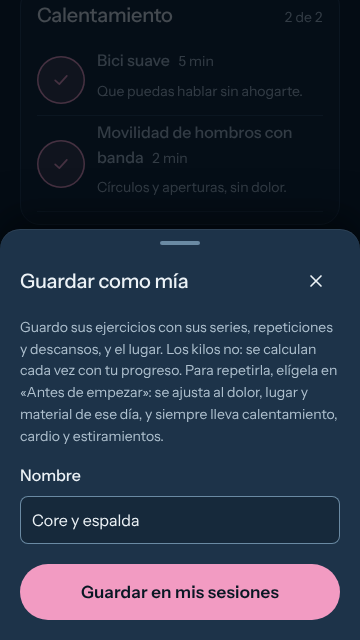 Calentamiento
2 de 2
Bici suave 5 min
Que puedas hablar sin ahogarte.
Movilidad de hombros con
banda 2 min
Círculos y aperturas, sin dolor.
Guardar como mía
Guardo sus ejercicios con sus series, repeticiones
y descansos, y el lugar. Los kilos no: se calculan
cada vez con tu progreso. Para repetirla, elígela en
«Antes de empezar»: se ajusta al dolor, lugar y
material de ese día, y siempre lleva calentamiento,
cardio y estiramientos.
Nombre
Core y espalda
Guardar en mis sesiones